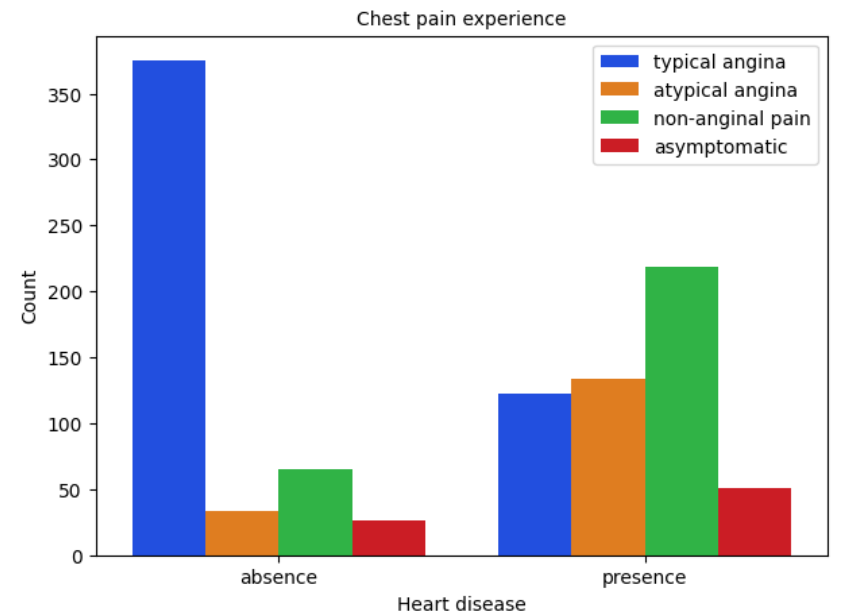 Chest pain experience
typical angina
atypical angina
non-anginal pain
asymptomatic
350
300
250
200
150
100
50
0
Count
absence
presence
Heart disease